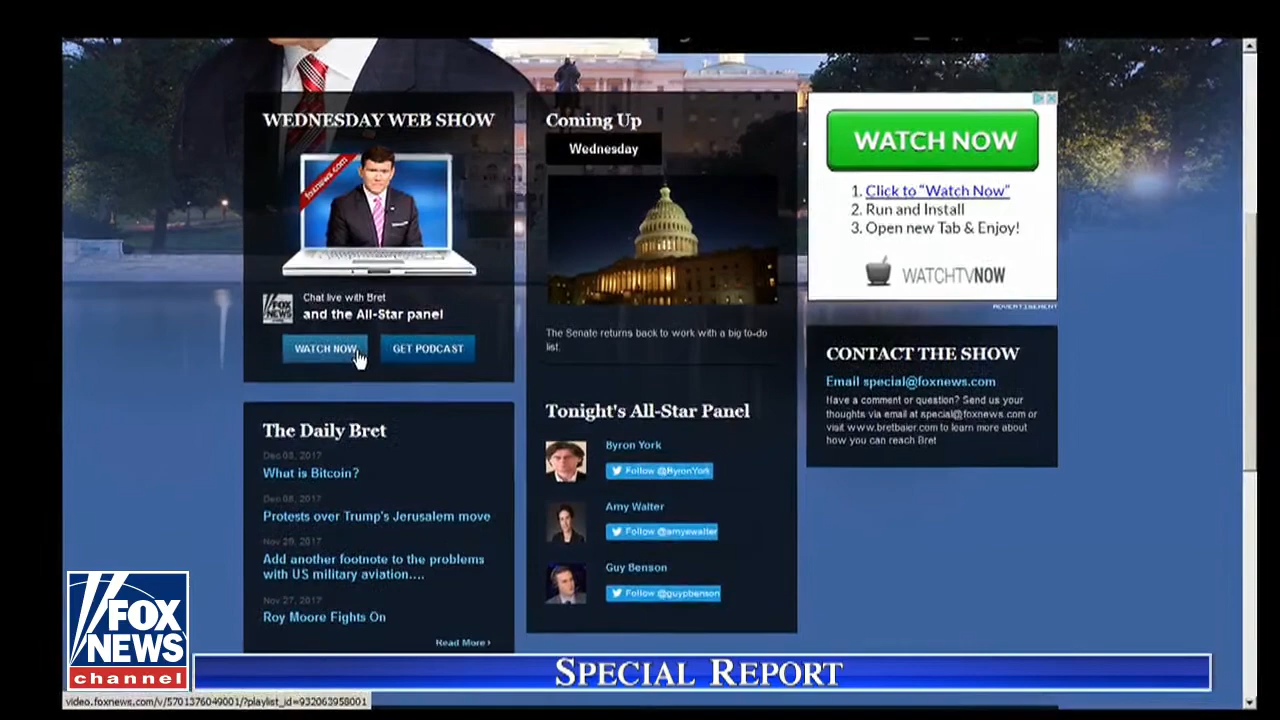 WEDNESDAY WEB SHOW
foxnews.com
FOX
NEWS
Chat live with Bret
and the All-Star panel
WATCH NOW
GET PODCAST
The Daily Bret
Dec 08, 2017
What is Bitcoin?
Dec 08, 2017
Protests over Trump's Jerusalem move
Nov 28, 2017
Add another footnote to the problems
with US military aviation....
Nov 27, 2017
Roy Moore Fights On
Read More ›
Coming Up
Wednesday
The Senate returns back to work with a big to-do
list.
Tonight's All-Star Panel
Byron York
Follow @ByronYork
Amy Walter
Follow @amyewalter
Guy Benson
Follow @guypbenson
WATCH NOW
1. Click to "Watch Now"
2. Run and Install
3. Open new Tab & Enjoy!
WATCHTVNOW
ADVERTISEMENT
CONTACT THE SHOW
Email special@foxnews.com
Have a comment or question? Send us your
thoughts via email at special@foxnews.com or
visit www.bretbaier.com to learn more about
how you can reach Bret
FOX
NEWS
channel
SPECIAL REPORT
video.foxnews.com/v/5701376049001/?playlist_id=932063958001